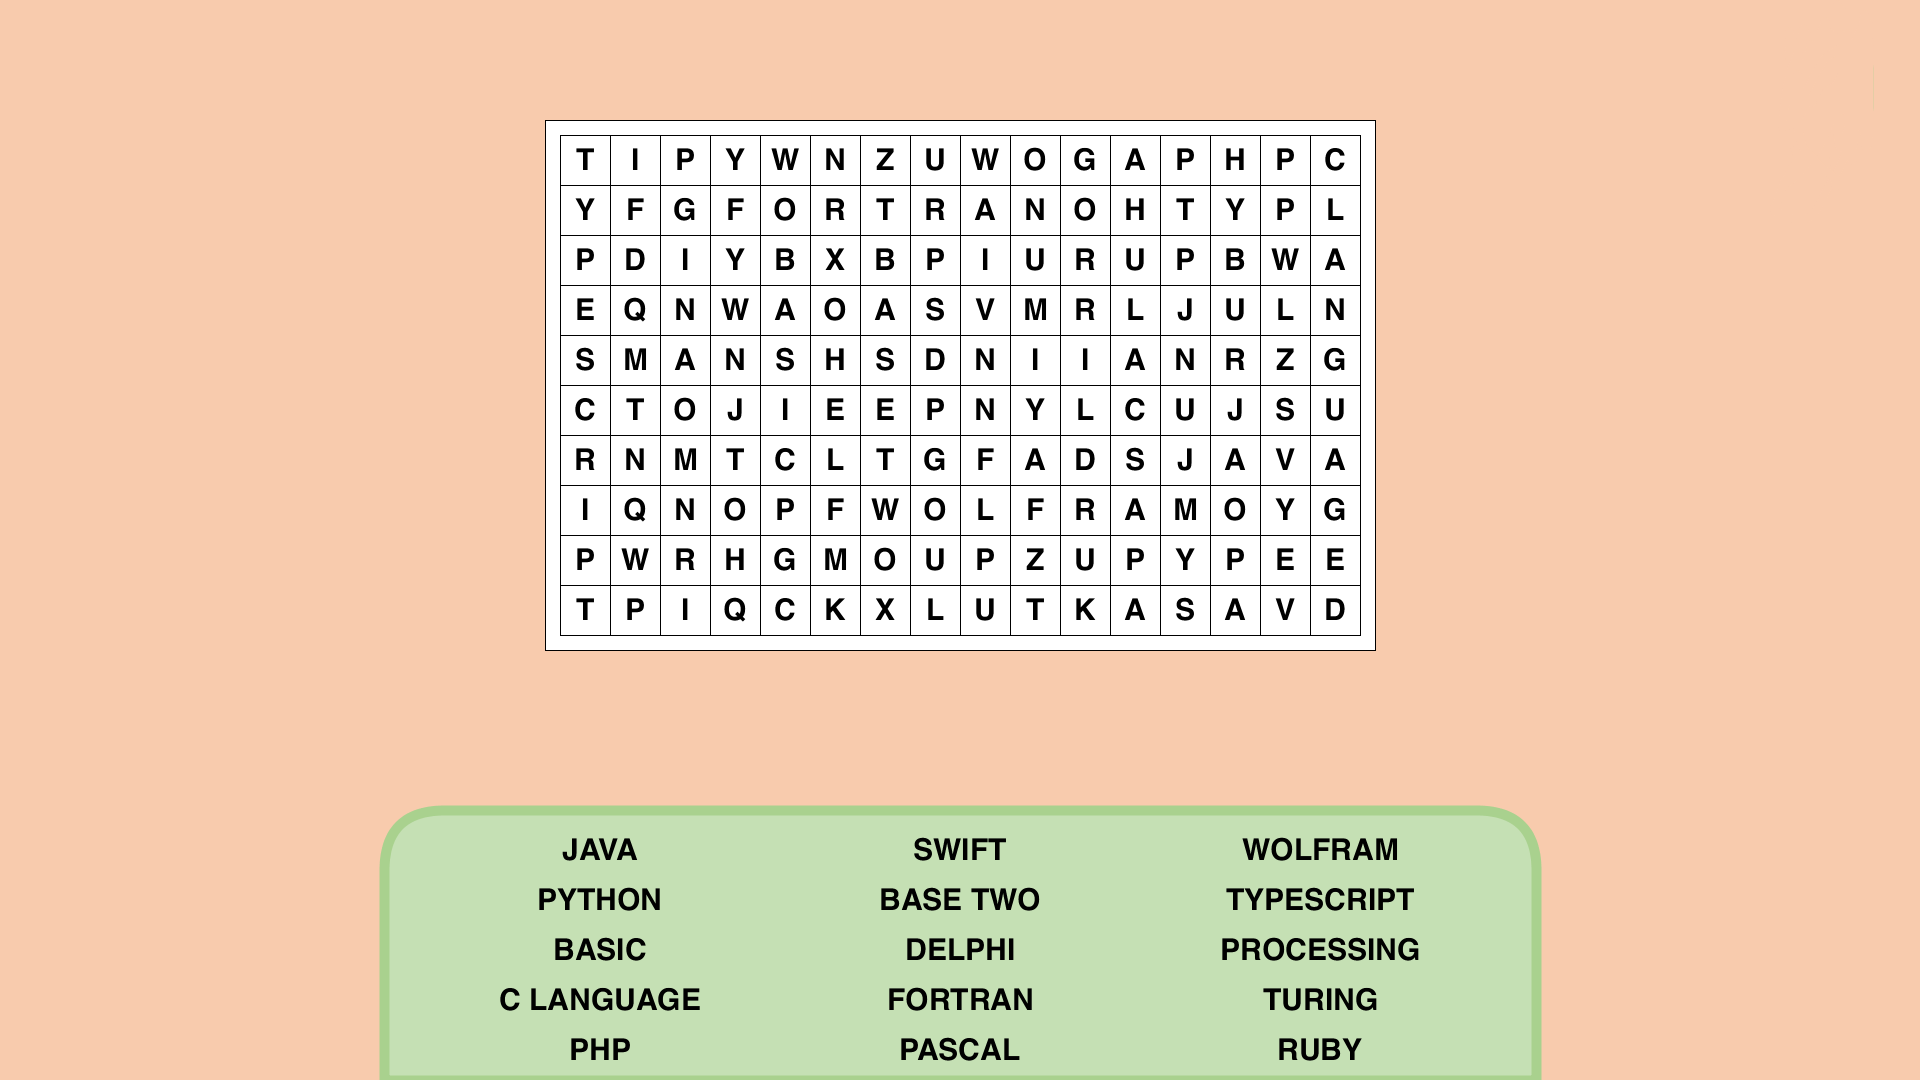 T I P Y W N Z U W O G A P H P C
Y F G F O R T R A N O H T Y P L
P D I Y B X B P I U R U P B W A
E Q N W A O A S V M R L J U L N
S M A N S H S D N I I A N R Z G
C T O J I E E P N Y L C U J S U
R N M T C L T G F A D S J A V A
I Q N O P F W O L F R A M O Y G
P W R H G M O U P Z U P Y P E E
T P I Q C K X L U T K A S A V D
JAVA SWIFT WOLFRAM
PYTHON BASE TWO TYPESCRIPT
BASIC DELPHI PROCESSING
C LANGUAGE FORTRAN TURING
PHP PASCAL RUBY